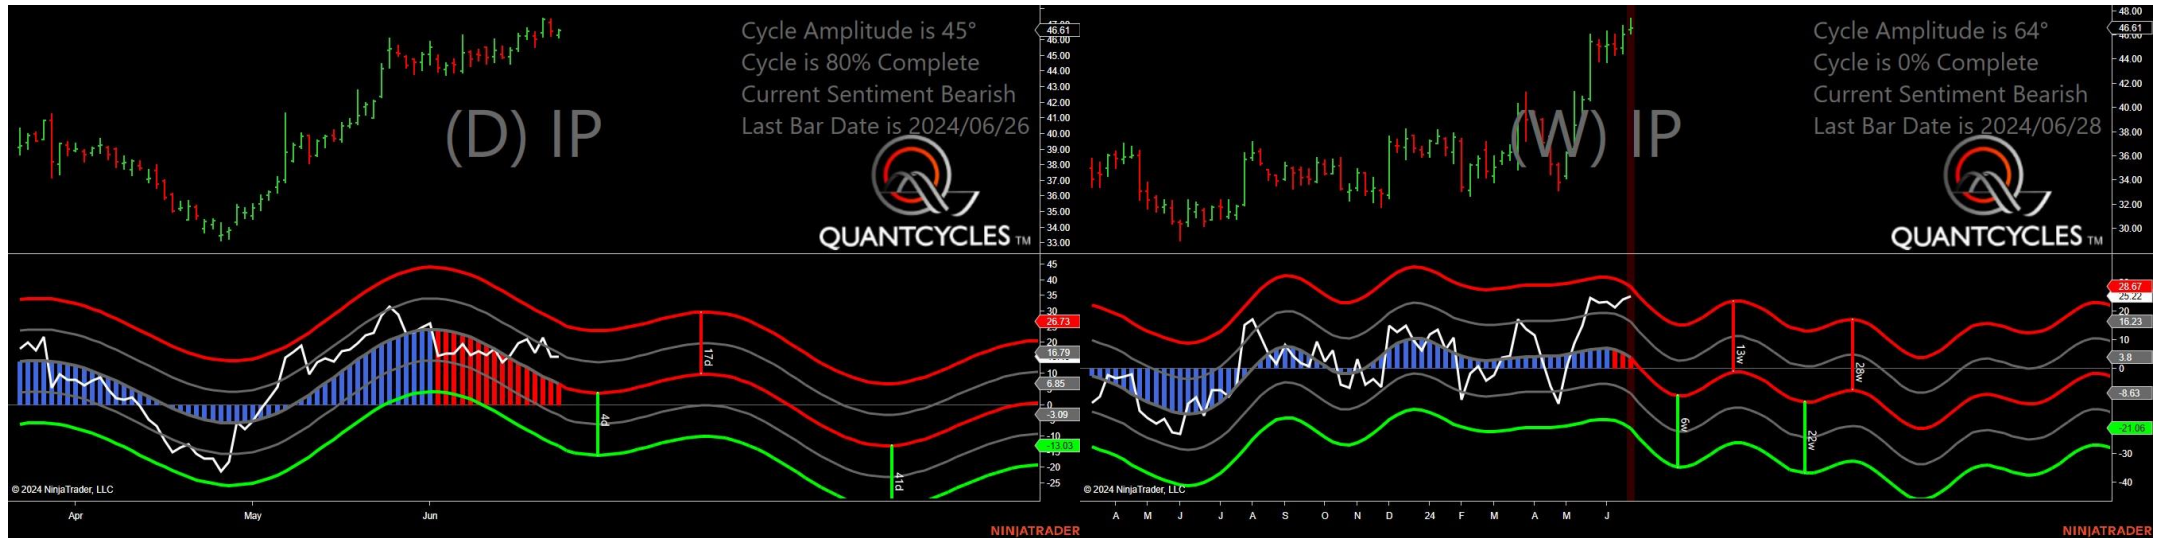 Cycle Amplitude is 45°
Cycle is 80% Complete
Current Sentiment Bearish
Last Bar Date is 2024/06/26
(D) IP
QUANTCYCLES TM
46.61
46.00
45.00
44.00
43.00
42.00
41.00
40.00
39.00
38.00
37.00
36.00
35.00
34.00
33.00
45
40
35
30
26.73
20
16.79
10
6.85
0
-3.09
-10
-13.03
-20
-25
17d
4d
41d
© 2024 NinjaTrader, LLC
Apr May Jun
NINJATRADER
Cycle Amplitude is 64°
Cycle is 0% Complete
Current Sentiment Bearish
Last Bar Date is 2024/06/28
(W) IP
QUANTCYCLES TM
48.00
46.61
44.00
42.00
40.00
38.00
36.00
34.00
32.00
30.00
28.67
25.22
20
16.23
10
3.8
0
-8.63
-21.06
-30
-40
13w
28w
6w
22w
© 2024 NinjaTrader, LLC
A M J J A S O N D 24 F M A M J
NINJATRADER